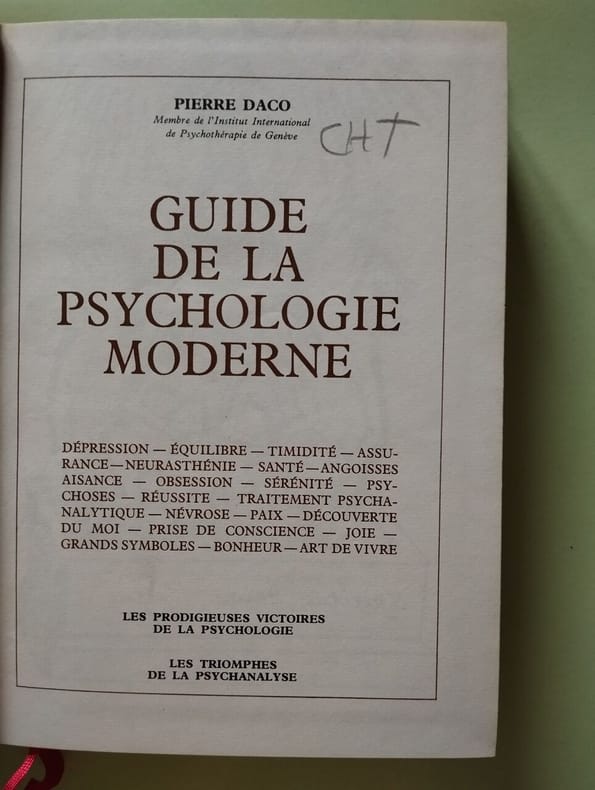 PIERRE DACO
Membre de l'Institut International
de Psychothérapie de Genève
CHT
GUIDE
DE LA
PSYCHOLOGIE
MODERNE
DÉPRESSION — ÉQUILIBRE — TIMIDITÉ — ASSU-
RANCE — NEURASTHÉNIE — SANTÉ — ANGOISSES
AISANCE — OBSESSION — SÉRÉNITÉ — PSY-
CHOSES — RÉUSSITE — TRAITEMENT PSYCHA-
NALYTIQUE — NÉVROSE — PAIX — DÉCOUVERTE
DU MOI — PRISE DE CONSCIENCE — JOIE —
GRANDS SYMBOLES — BONHEUR — ART DE VIVRE
LES PRODIGIEUSES VICTOIRES
DE LA PSYCHOLOGIE
LES TRIOMPHES
DE LA PSYCHANALYSE